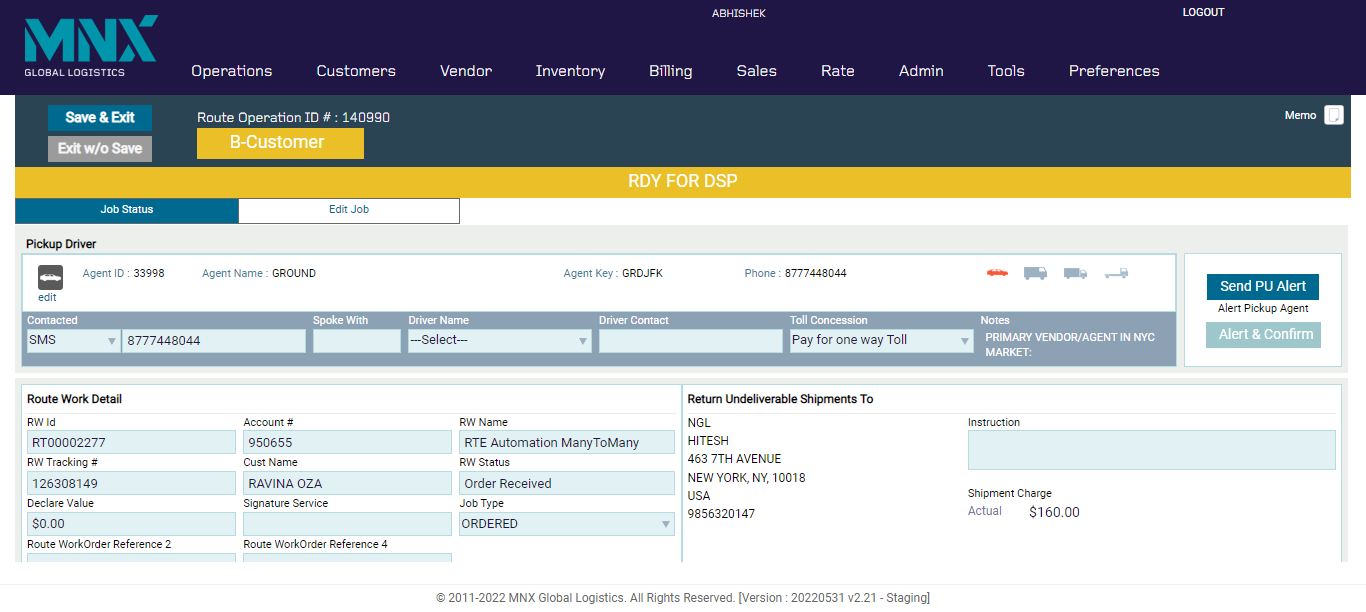 ABHISHEK
LOGOUT
MNX
GLOBAL LOGISTICS
Operations Customers Vendor Inventory Billing Sales Rate Admin Tools Preferences
Save & Exit
Route Operation ID # : 140990
Memo
Exit w/o Save
B-Customer
RDY FOR DSP
Job Status
Edit Job
Pickup Driver
Agent ID : 33998
Agent Name : GROUND
Agent Key : GRDJFK
Phone : 8777448044
edit
Send PU Alert
Alert Pickup Agent
Alert & Confirm
Contacted
Spoke With
Driver Name
Driver Contact
Toll Concession
Notes
SMS
8777448044
---Select---
Pay for one way Toll
PRIMARY VENDOR/AGENT IN NYC
MARKET:
Route Work Detail
RW Id
Account #
RW Name
RT00002277
950655
RTE Automation ManyToMany
RW Tracking #
Cust Name
RW Status
126308149
RAVINA OZA
Order Received
Declare Value
Signature Service
Job Type
$0.00
ORDERED
Route WorkOrder Reference 2
Route WorkOrder Reference 4
Return Undeliverable Shipments To
NGL
HITESH
463 7TH AVENUE
NEW YORK, NY, 10018
USA
9856320147
Instruction
Shipment Charge
Actual $160.00
© 2011-2022 MNX Global Logistics. All Rights Reserved. [Version : 20220531 v2.21 - Staging]